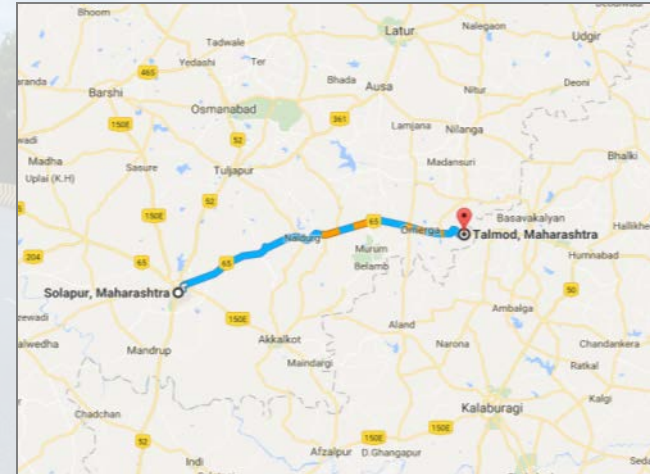 Bhoom
Latur
Nalegaon
Udgir
Tadwale
465
Yedashi
Ter
Barshi
Bhada
Ausa
Nitur
Deoni
Osmanabad
150E
361
52
Lamjana
Nilanga
Madha
Sasure
Tuljapur
Madansuri
Bhalki
Uplai (K.H)
52
150E
65
Basavakalyan
Naldurg
Omerga
Talmod, Maharashtra
Murum
204
65
65
Belamb
Humnabad
Solapur, Maharashtra
50
150E
Ambalga
Akkalkot
Aland
Narona
Chandankera
Mandrup
Maindargi
Ratkal
Kalaburagi
Kalgi
Chadchan
150E
52
150E
Indi
Afzalpur
D.Ghangapur